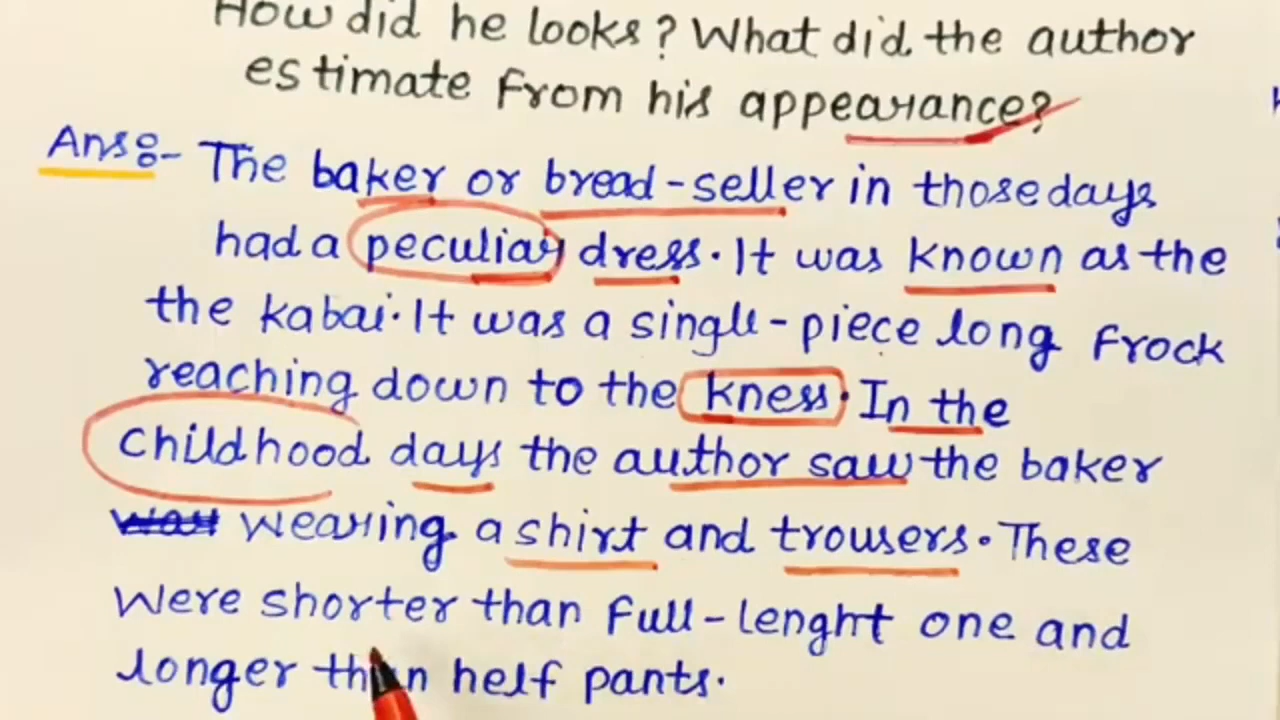 How did he looks? What did the author
estimate from his appearance?
Ans:- The baker or bread-seller in those days
had a peculiar dress. It was known as the
the kabai. It was a single-piece long frock
reaching down to the kness. In the
childhood days the author saw the baker
wearing a shirt and trousers. These
were shorter than full-lenght one and
longer than helf pants.